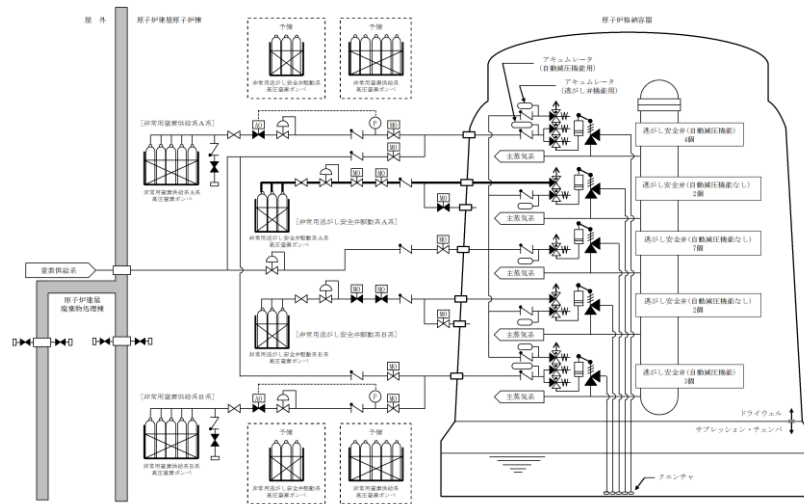 屋 外
原子炉建屋原子炉棟
予備
非常用逃がし安全弁駆動系
高圧窒素ボンベ
予備
非常用窒素供給系
高圧窒素ボンベ
原子炉格納容器
アキュムレータ
(自動減圧機能用)
アキュムレータ
(逃がし弁機能用)
[非常用窒素供給系A系]
AO
P
MO
MO
非常用窒素供給系A系
高圧窒素ボンベ
主蒸気系
逃がし安全弁(自動減圧機能)
4個
MO
MO
非常用逃がし安全弁駆動A系
高圧窒素ボンベ
[非常用逃がし安全弁駆動系A系]
MO
主蒸気系
逃がし安全弁(自動減圧機能なし)
2個
窒素供給系
MO
主蒸気系
逃がし安全弁(自動減圧機能なし)
7個
原子炉建屋
廃棄物処理棟
MO
MO
MO
非常用逃がし安全弁駆動系B系
高圧窒素ボンベ
[非常用逃がし安全弁駆動系B系]
主蒸気系
逃がし安全弁(自動減圧機能なし)
2個
[非常用窒素供給系B系]
MO
AO
P
MO
非常用窒素供給系B系
高圧窒素ボンベ
主蒸気系
逃がし安全弁(自動減圧機能)
3個
予備
非常用逃がし安全弁駆動系
高圧窒素ボンベ
予備
非常用窒素供給系
高圧窒素ボンベ
ドライウェル
サプレッション・チェンバ
クエンチャ